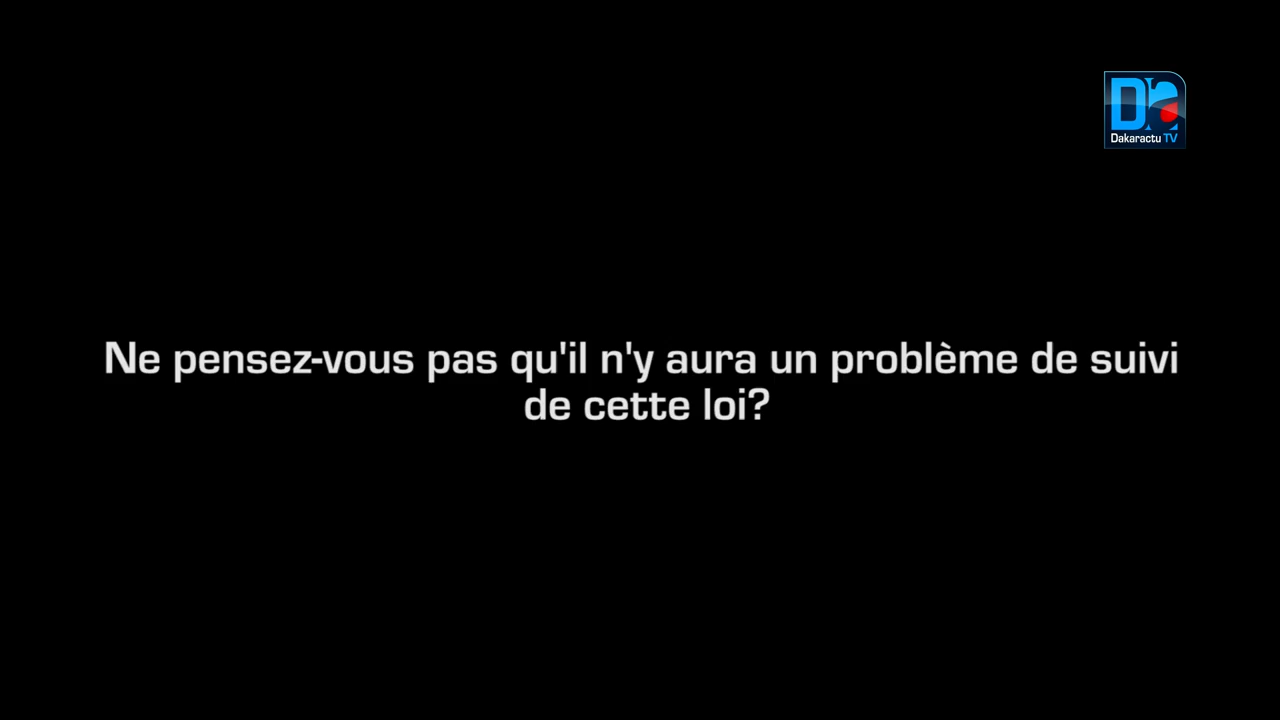 Dakaractu TV
Ne pensez-vous pas qu'il n'y aura un problème de suivi
de cette loi?